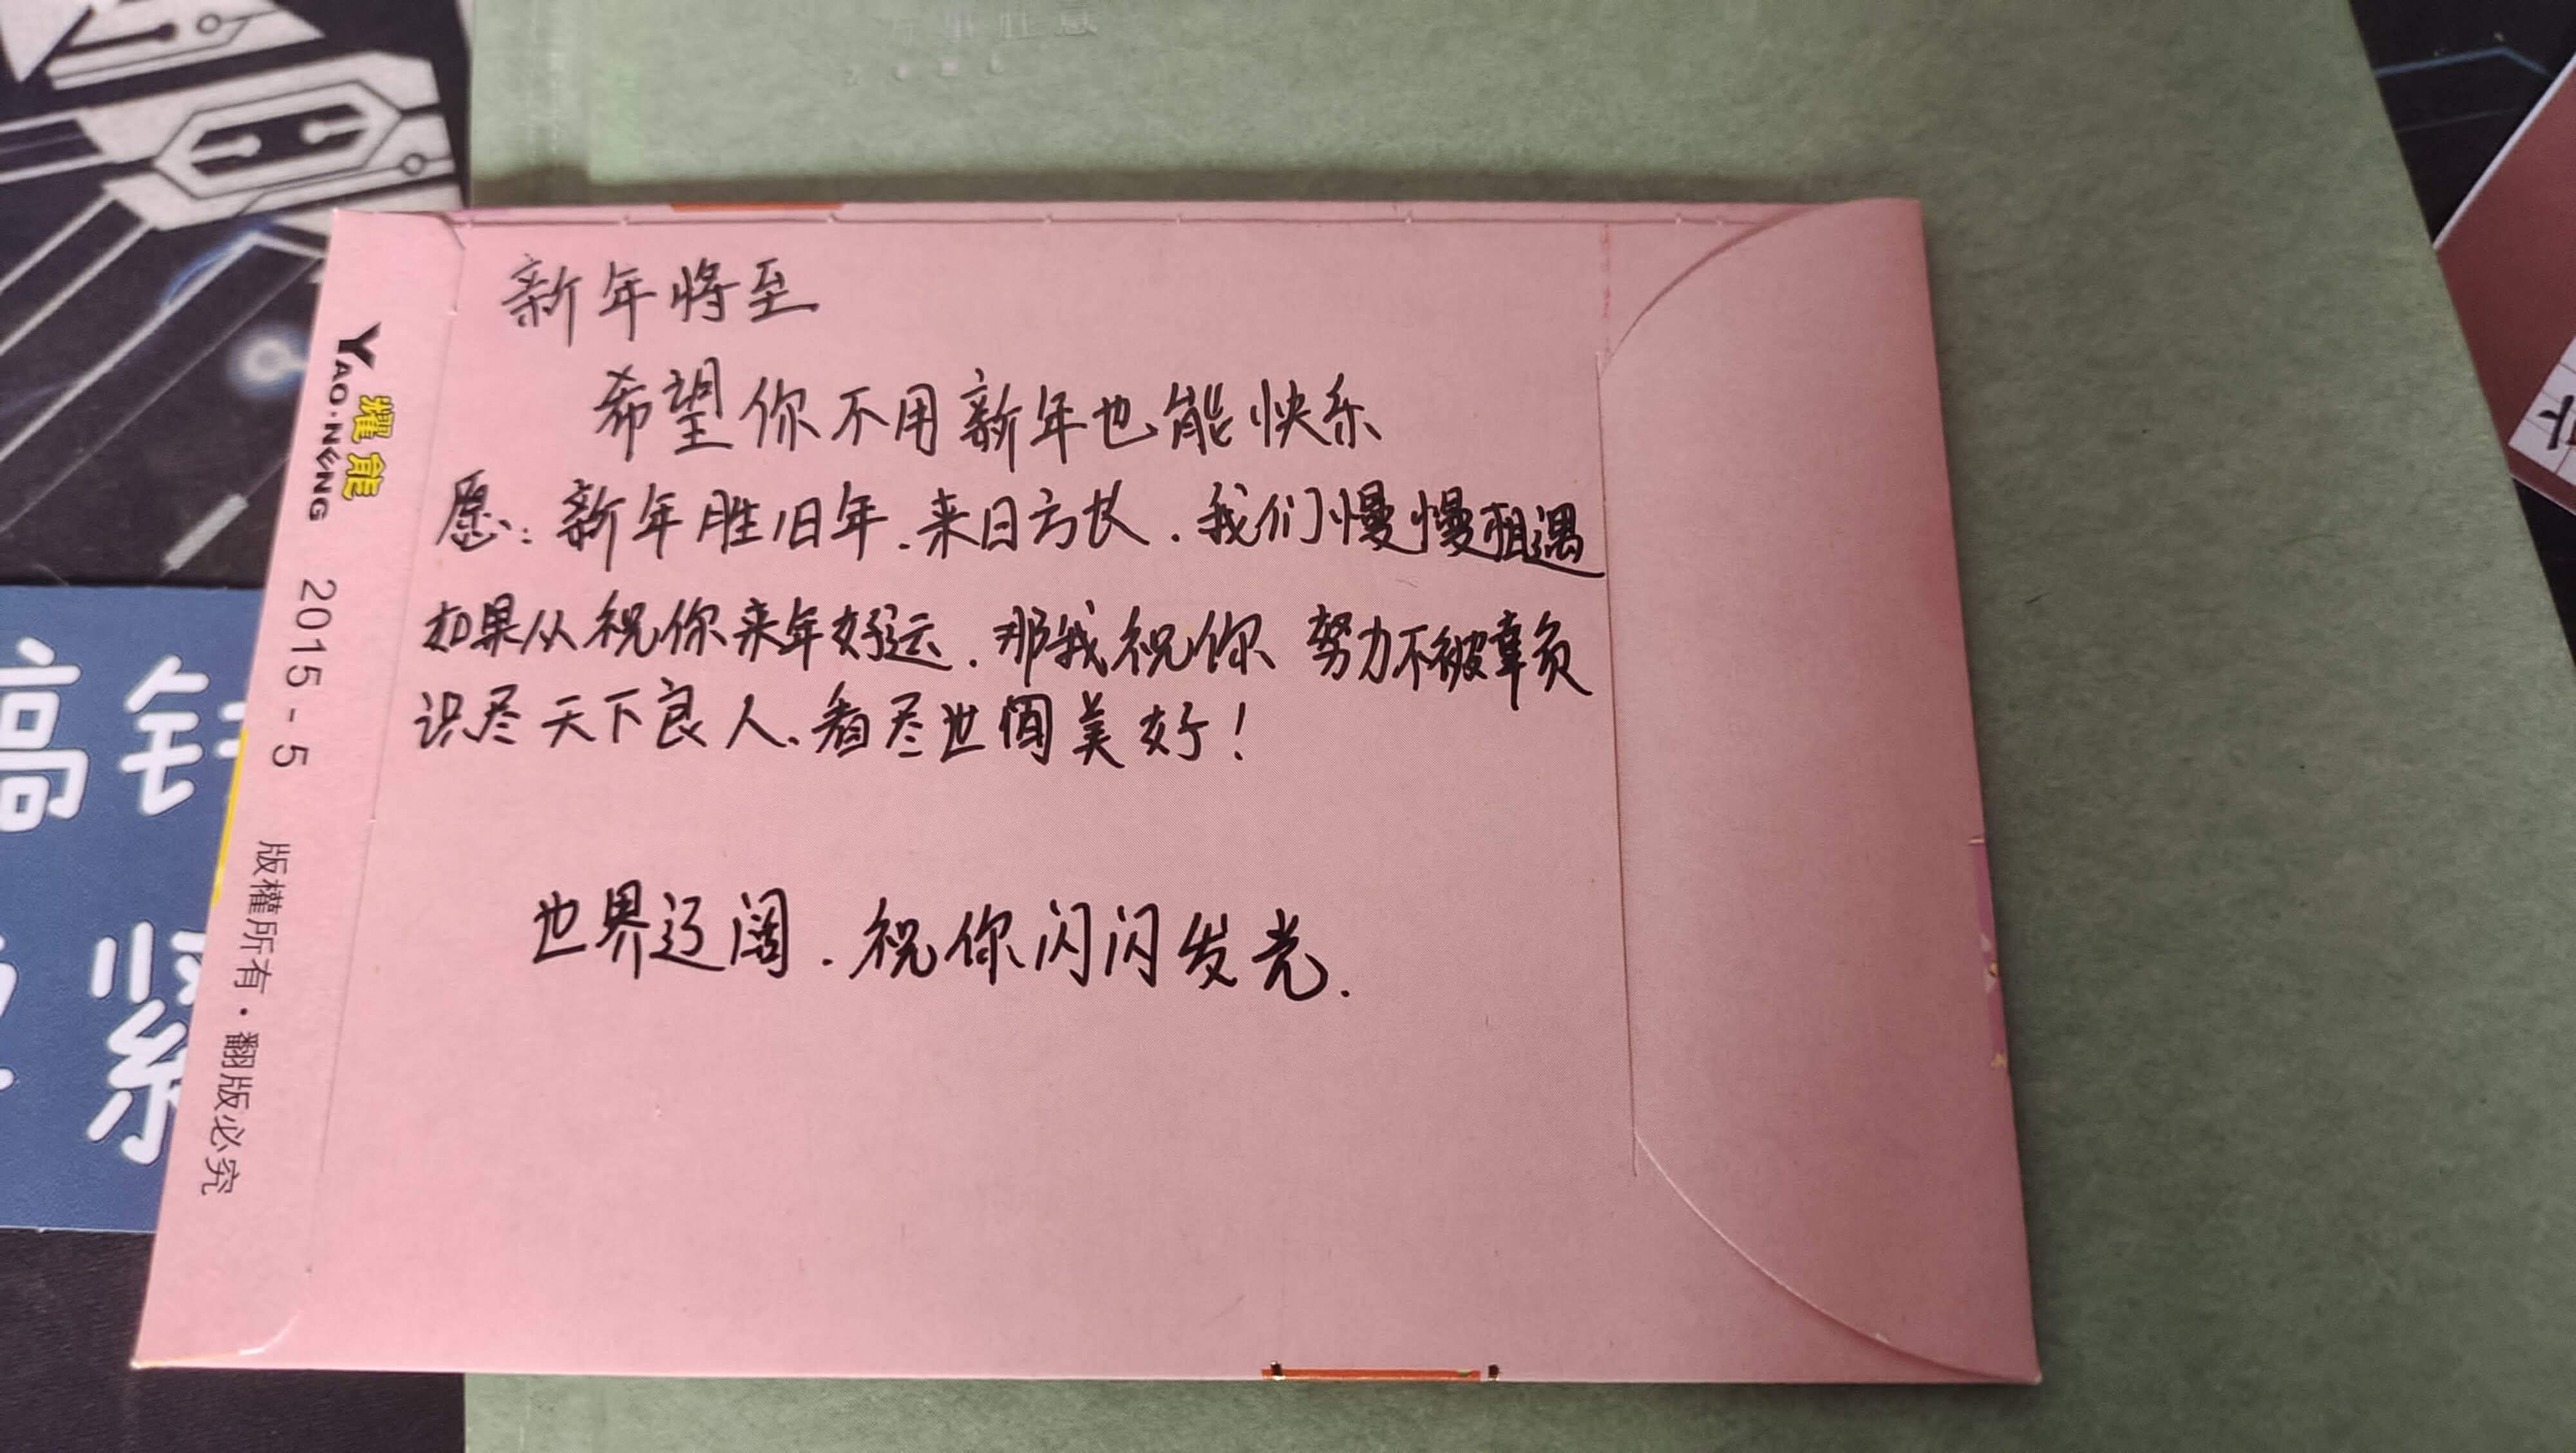 新年将至
希望你不用新年也能快乐
愿：新年胜旧年.来日方长.我们慢慢相遇
如果从祝你来年好运.那我祝你 努力不被辜负
识尽天下良人、看尽世间美好！
世界辽阔.祝你闪闪发光.
YAO·NENG 耀能 2015-5 版權所有·翻版必究
搞 钱
要 紧